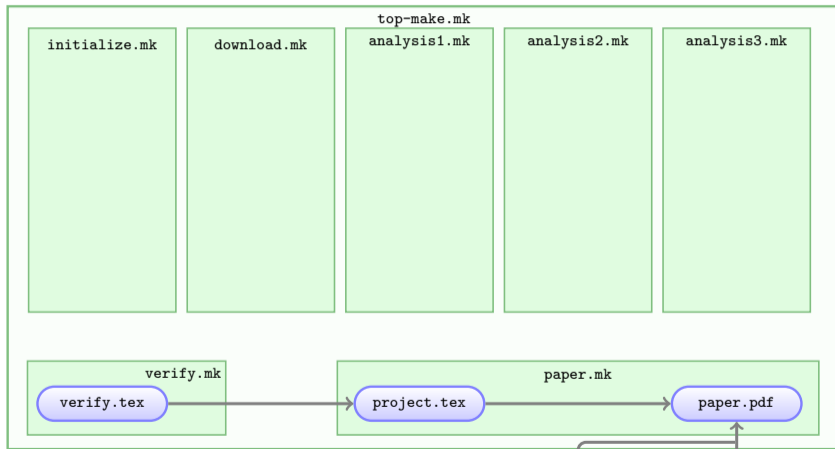 top-make.mk
initialize.mk
download.mk
analysis1.mk
analysis2.mk
analysis3.mk
verify.mk
paper.mk
verify.tex
project.tex
paper.pdf